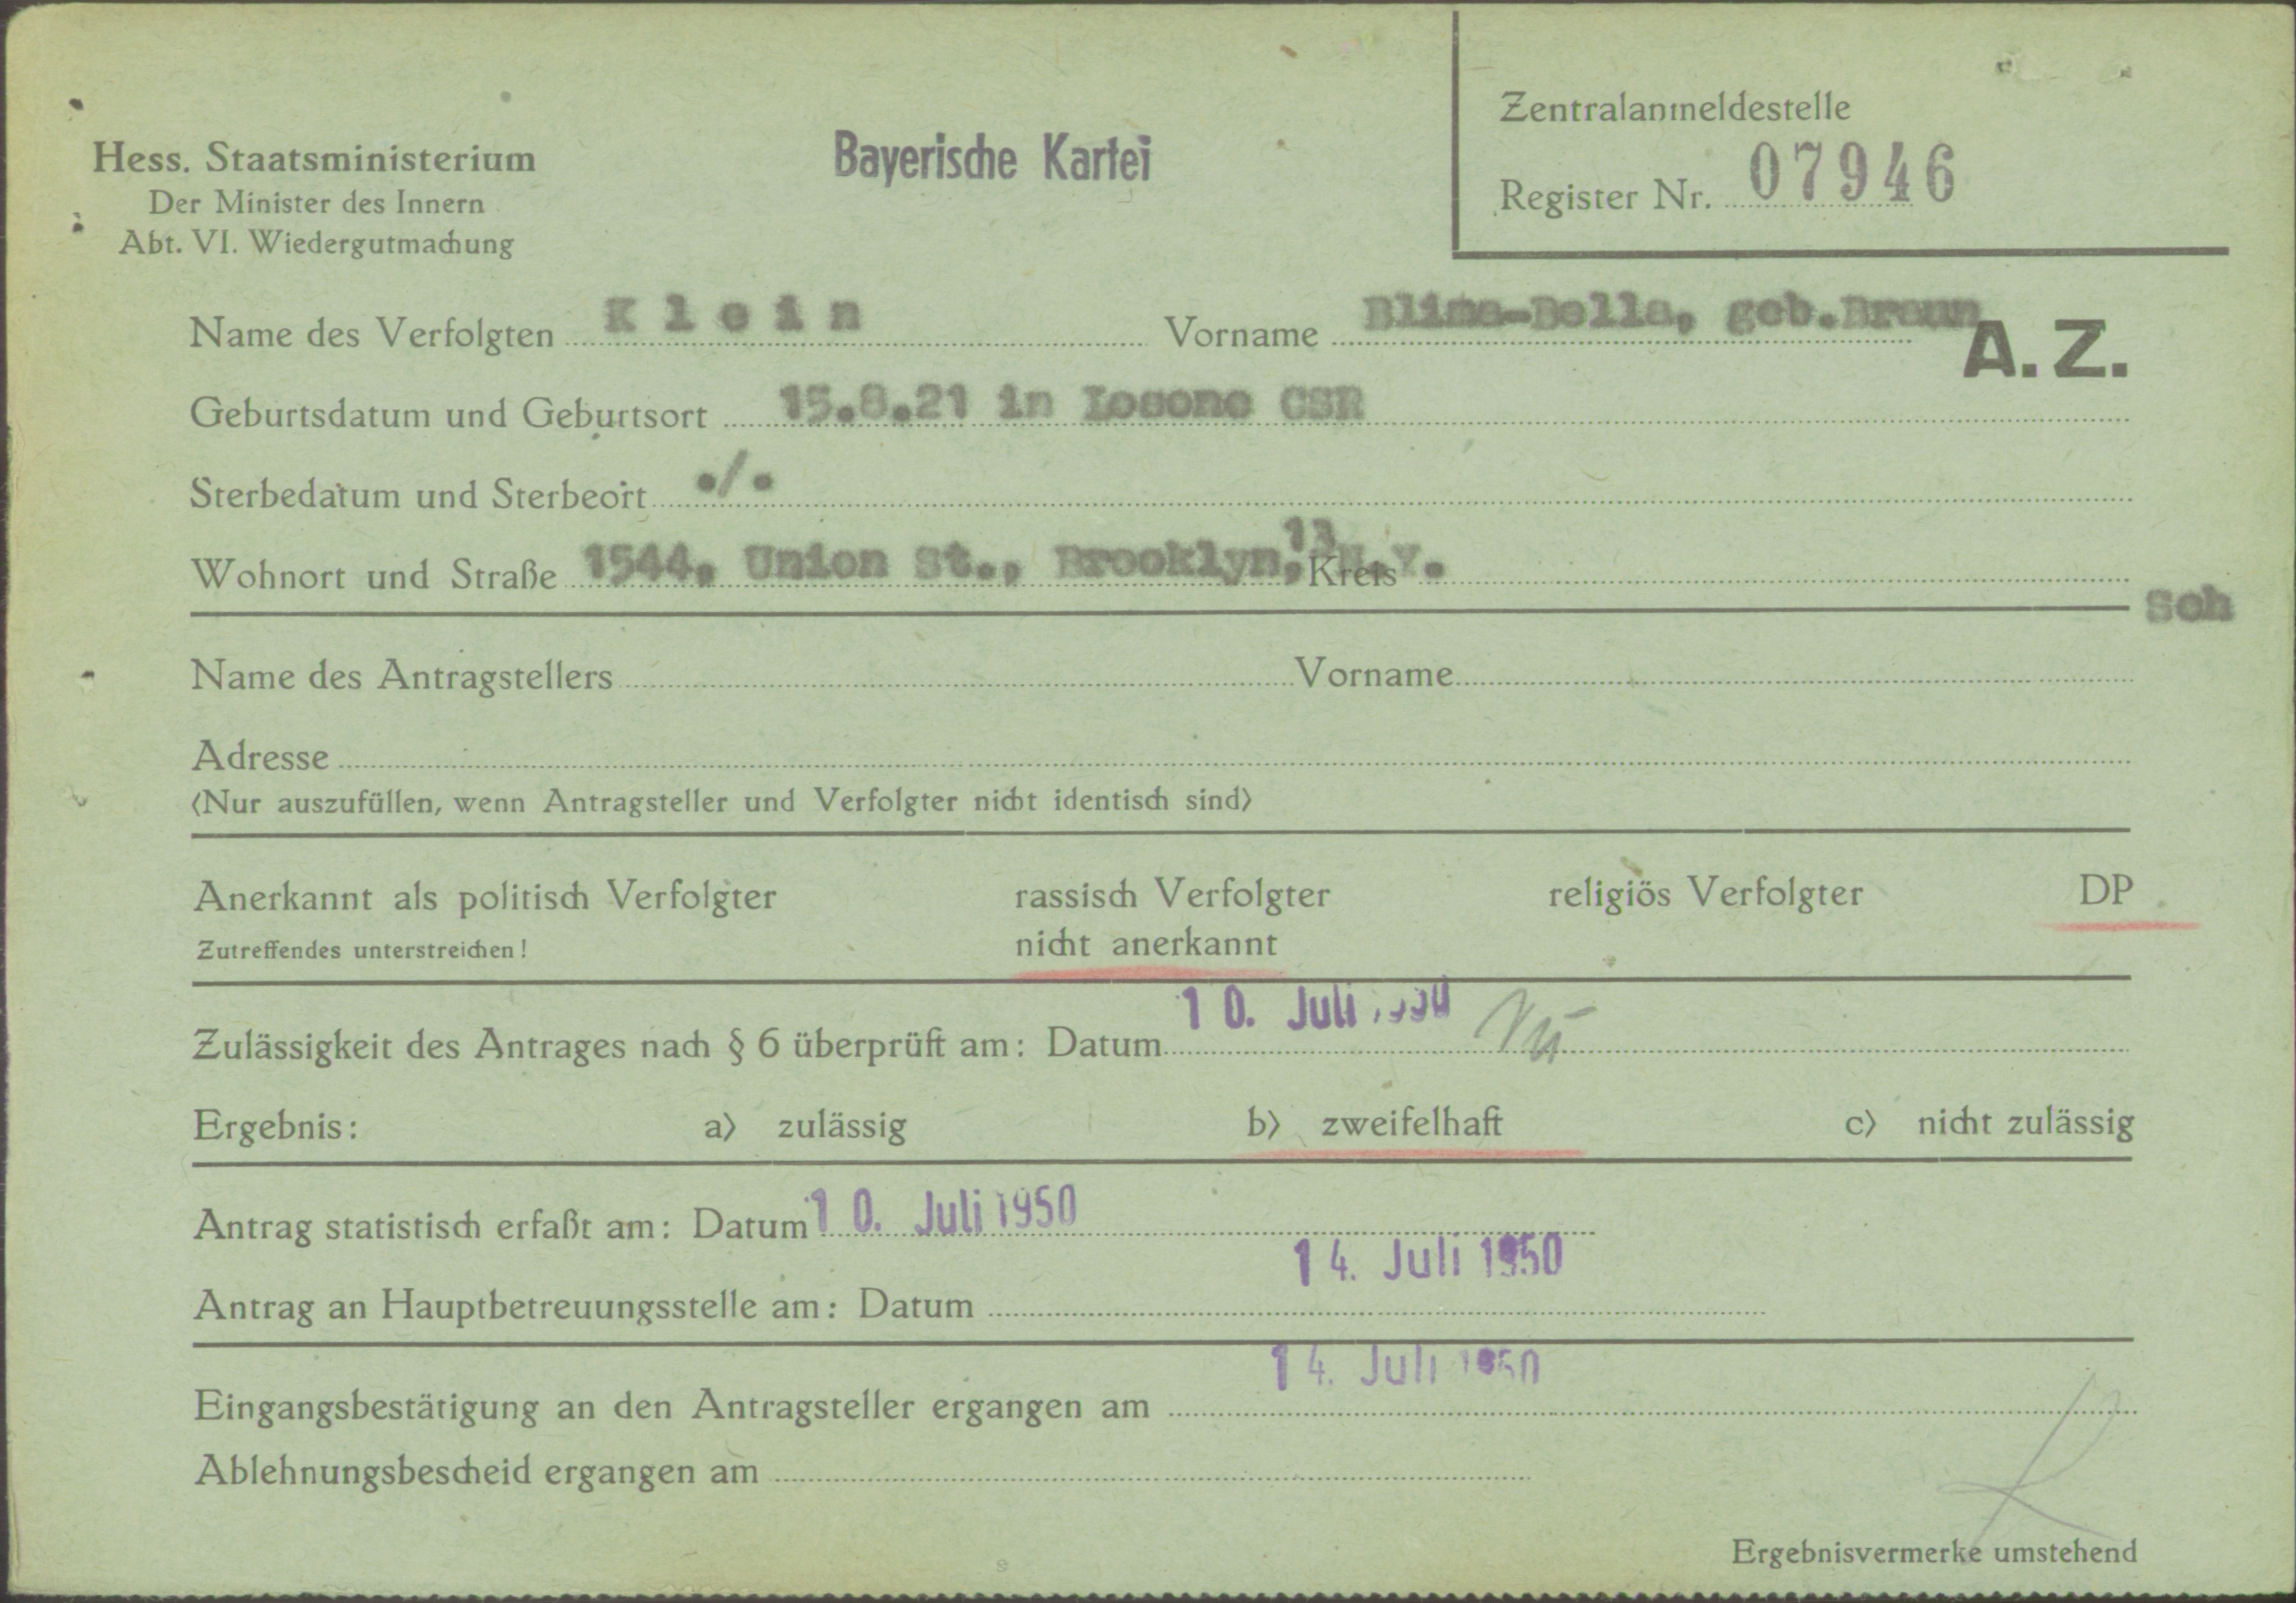 Zentralanmeldestelle
Register Nr. 07946
Hess. Staatsministerium
Der Minister des Innern
Abt. VI. Wiedergutmachung
Bayerische Kartei
Name des Verfolgten Klein Vorname Blima-Bella, geb.Braun
A.Z.
Geburtsdatum und Geburtsort 15.8.21 in Losono CSR
Sterbedatum und Sterbeort ./.
Wohnort und Straße 1544, Union St., Brooklyn,13 Kreis N.Y.
Sch
Name des Antragstellers Vorname
Adresse
(Nur auszufüllen, wenn Antragsteller und Verfolgter nicht identisch sind)
Anerkannt als politisch Verfolgter rassisch Verfolgter religiös Verfolgter DP
Zutreffendes unterstreichen! nicht anerkannt
Zulässigkeit des Antrages nach § 6 überprüft am: Datum 10. Juli
Ergebnis: a) zulässig b) zweifelhaft c) nicht zulässig
Antrag statistisch erfaßt am: Datum 10. Juli 1950
Antrag an Hauptbetreuungsstelle am: Datum 14. Juli 1950
Eingangsbestätigung an den Antragsteller ergangen am 14. Juli 1950
Ablehnungsbescheid ergangen am
Ergebnisvermerke umstehend